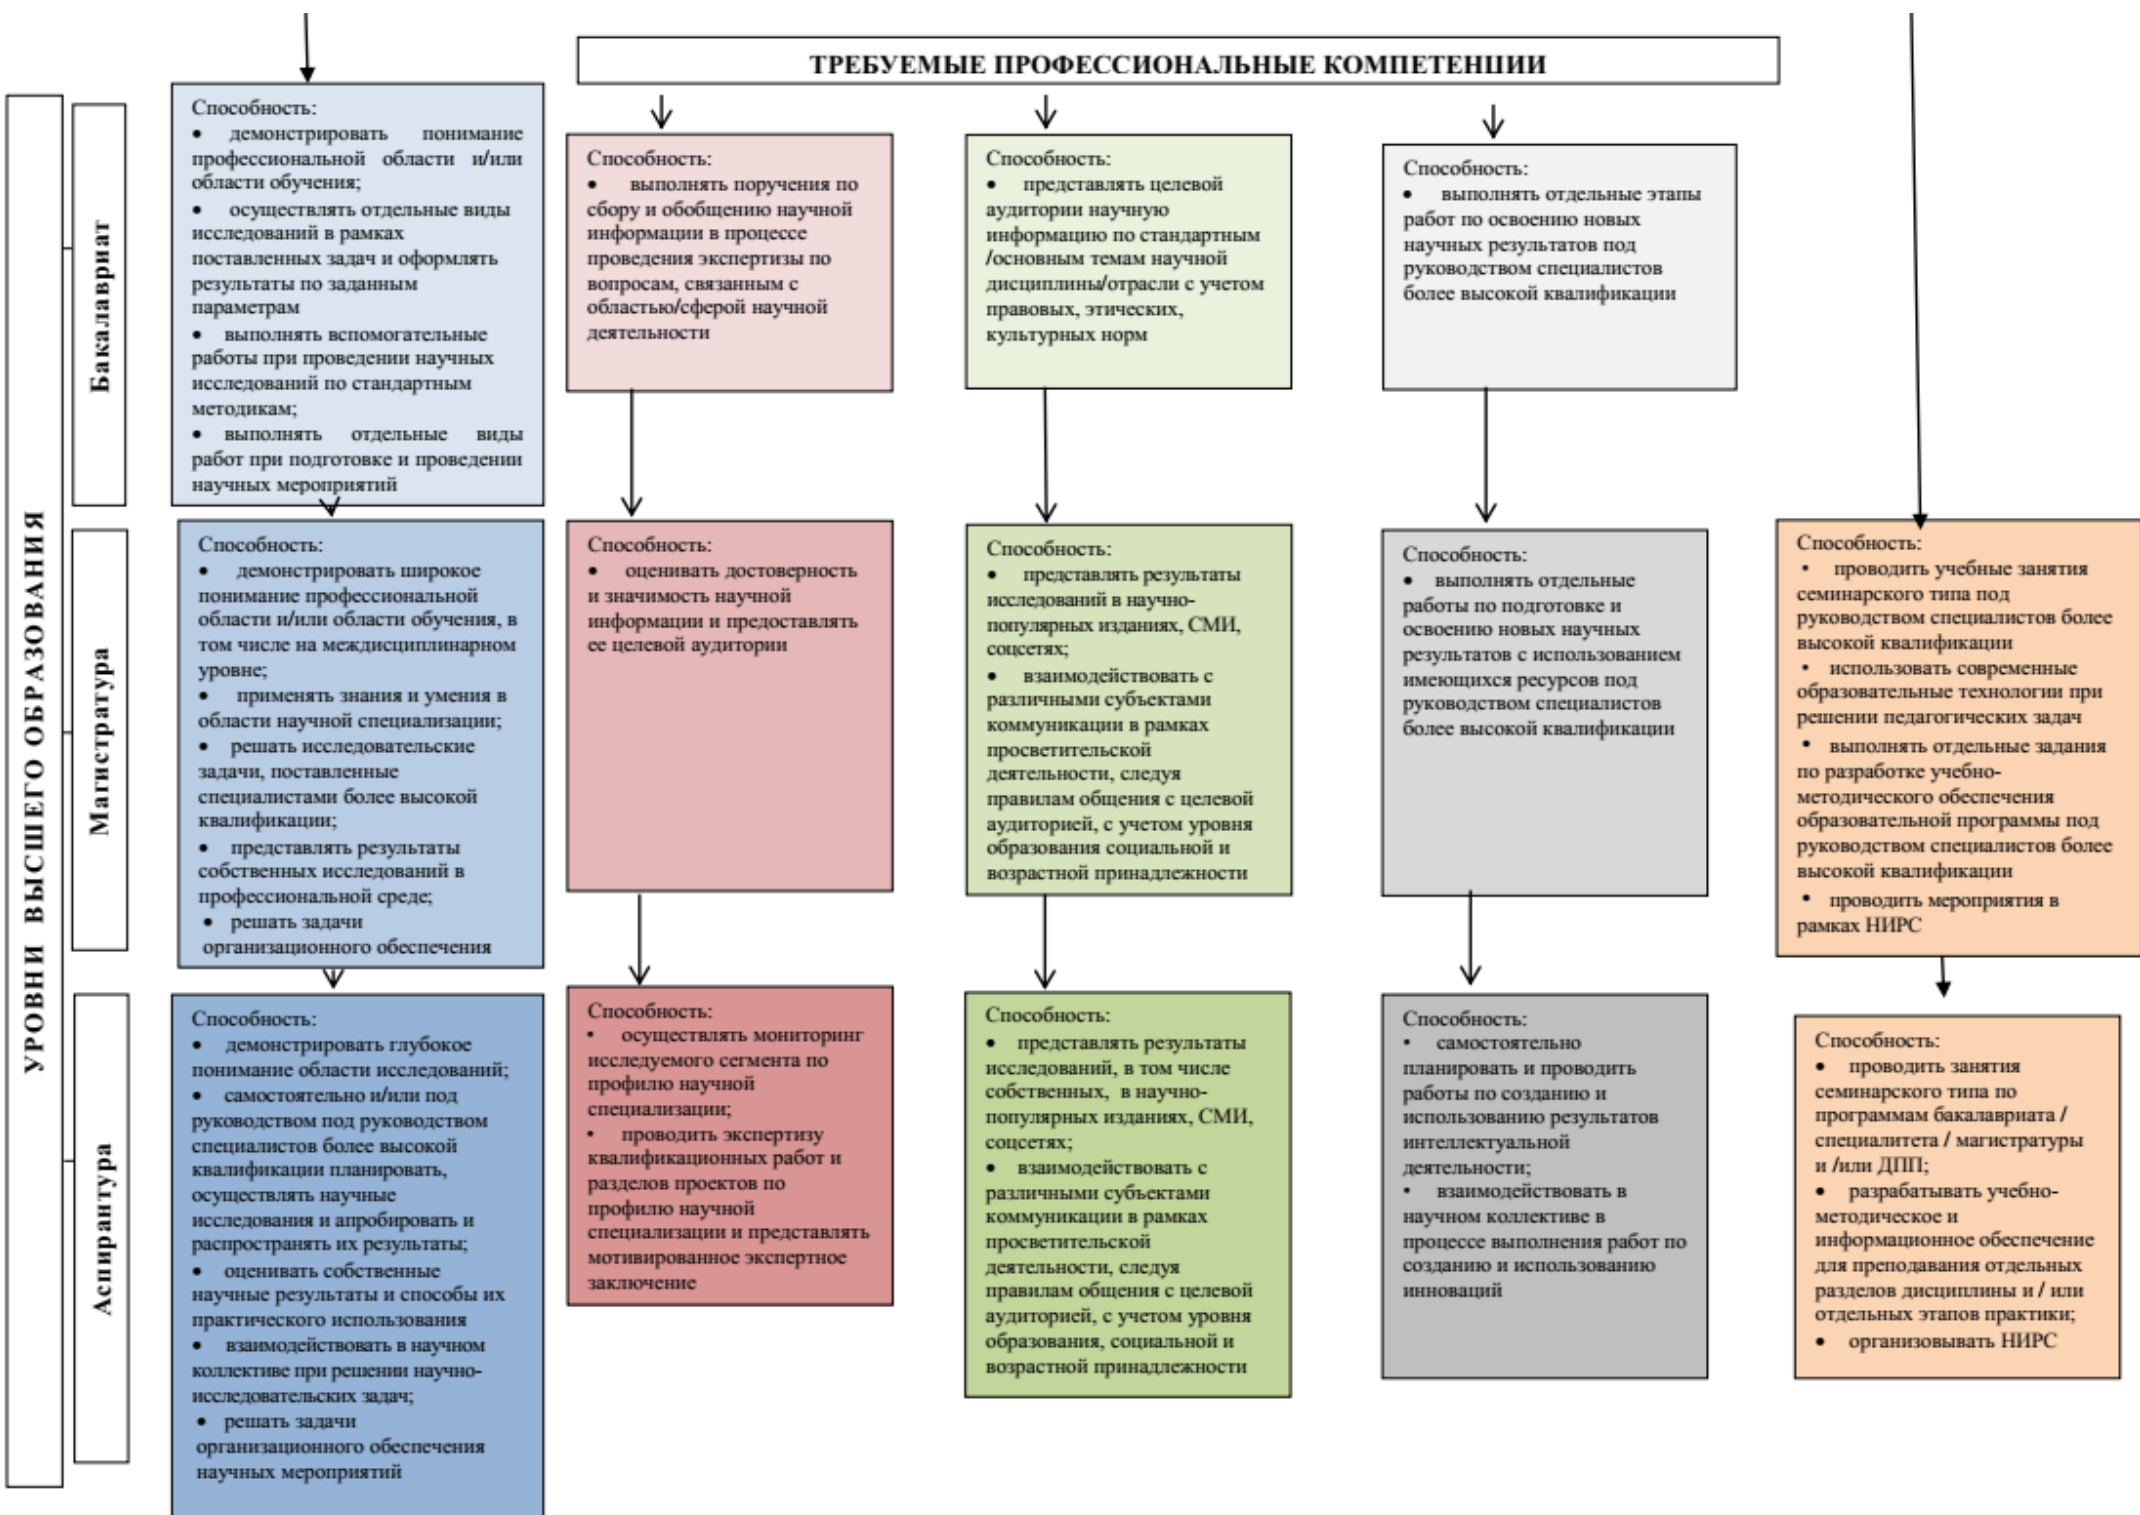 ТРЕБУЕМЫЕ ПРОФЕССИОНАЛЬНЫЕ КОМПЕТЕНЦИИ
УРОВНИ ВЫСШЕГО ОБРАЗОВАНИЯ
Бакалавриат
Способность:
• демонстрировать понимание
профессиональной области и/или
области обучения;
• осуществлять отдельные виды
исследований в рамках
поставленных задач и оформлять
результаты по заданным
параметрам
• выполнять вспомогательные
работы при проведении научных
исследований по стандартным
методикам;
• выполнять отдельные виды
работ при подготовке и проведении
научных мероприятий
Способность:
• выполнять поручения по
сбору и обобщению научной
информации в процессе
проведения экспертизы по
вопросам, связанным с
областью/сферой научной
деятельности
Способность:
• представлять целевой
аудитории научную
информацию по стандартным
/основным темам научной
дисциплины/отрасли с учетом
правовых, этических,
культурных норм
Способность:
• выполнять отдельные этапы
работ по освоению новых
научных результатов под
руководством специалистов
более высокой квалификации
Магистратура
Способность:
• демонстрировать широкое
понимание профессиональной
области и/или области обучения, в
том числе на междисциплинарном
уровне;
• применять знания и умения в
области научной специализации;
• решать исследовательские
задачи, поставленные
специалистами более высокой
квалификации;
• представлять результаты
собственных исследований в
профессиональной среде;
• решать задачи
организационного обеспечения
Способность:
• оценивать достоверность
и значимость научной
информации и предоставлять
ее целевой аудитории
Способность:
• представлять результаты
исследований в научно-
популярных изданиях, СМИ,
соцсетях;
• взаимодействовать с
различными субъектами
коммуникации в рамках
просветительской
деятельности, следуя
правилам общения с целевой
аудиторией, с учетом уровня
образования социальной и
возрастной принадлежности
Способность:
• выполнять отдельные
работы по подготовке и
освоению новых научных
результатов с использованием
имеющихся ресурсов под
руководством специалистов
более высокой квалификации
Способность:
• проводить учебные занятия
семинарского типа под
руководством специалистов более
высокой квалификации
• использовать современные
образовательные технологии при
решении педагогических задач
• выполнять отдельные задания
по разработке учебно-
методического обеспечения
образовательной программы под
руководством специалистов более
высокой квалификации
• проводить мероприятия в
рамках НИРС
Аспирантура
Способность:
• демонстрировать глубокое
понимание области исследований;
• самостоятельно и/или под
руководством под руководством
специалистов более высокой
квалификации планировать,
осуществлять научные
исследования и апробировать и
распространять их результаты;
• оценивать собственные
научные результаты и способы их
практического использования
• взаимодействовать в научном
коллективе при решении научно-
исследовательских задач;
• решать задачи
организационного обеспечения
научных мероприятий
Способность:
• осуществлять мониторинг
исследуемого сегмента по
профилю научной
специализации;
• проводить экспертизу
квалификационных работ и
разделов проектов по
профилю научной
специализации и представлять
мотивированное экспертное
заключение
Способность:
• представлять результаты
исследований, в том числе
собственных, в научно-
популярных изданиях, СМИ,
соцсетях;
• взаимодействовать с
различными субъектами
коммуникации в рамках
просветительской
деятельности, следуя
правилам общения с целевой
аудиторией, с учетом уровня
образования, социальной и
возрастной принадлежности
Способность:
• самостоятельно
планировать и проводить
работы по созданию и
использованию результатов
интеллектуальной
деятельности;
• взаимодействовать в
научном коллективе в
процессе выполнения работ по
созданию и использованию
инноваций
Способность:
• проводить занятия
семинарского типа по
программам бакалавриата /
специалитета / магистратуры
и /или ДПП;
• разрабатывать учебно-
методическое и
информационное обеспечение
для преподавания отдельных
разделов дисциплины и / или
отдельных этапов практики;
• организовывать НИРС